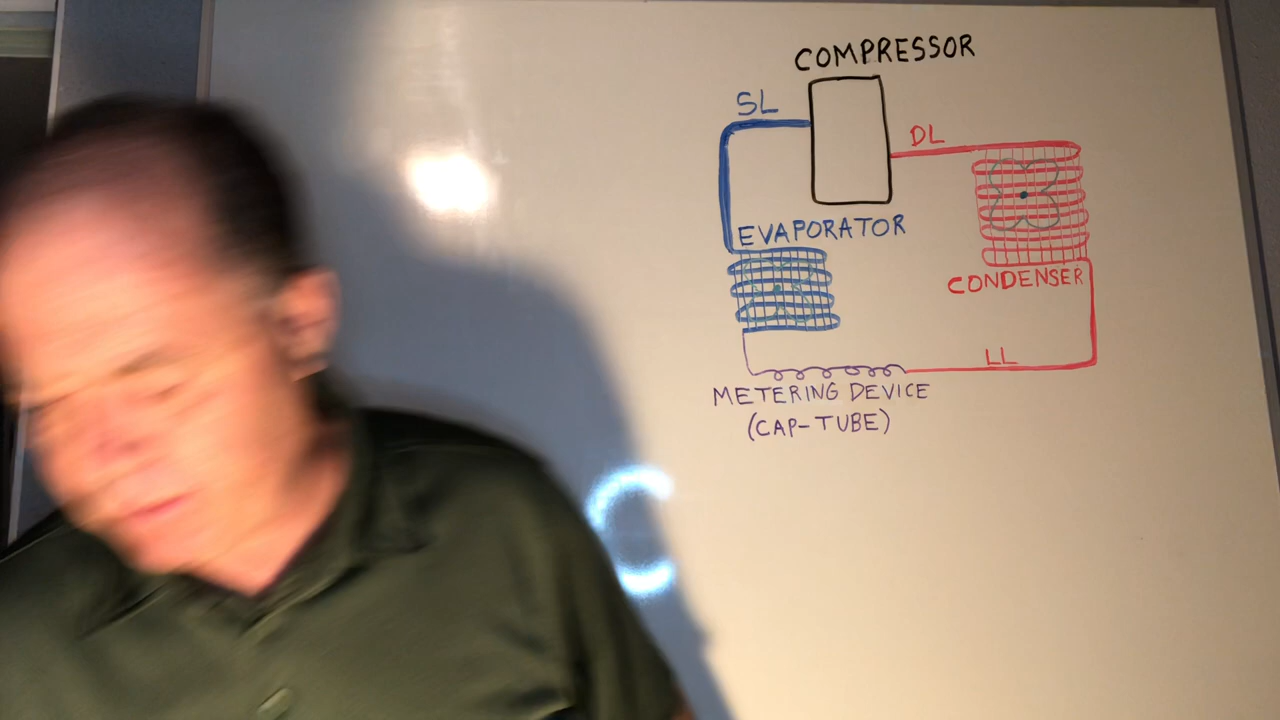 COMPRESSOR
SL
DL
EVAPORATOR
CONDENSER
LL
METERING DEVICE
(CAP-TUBE)